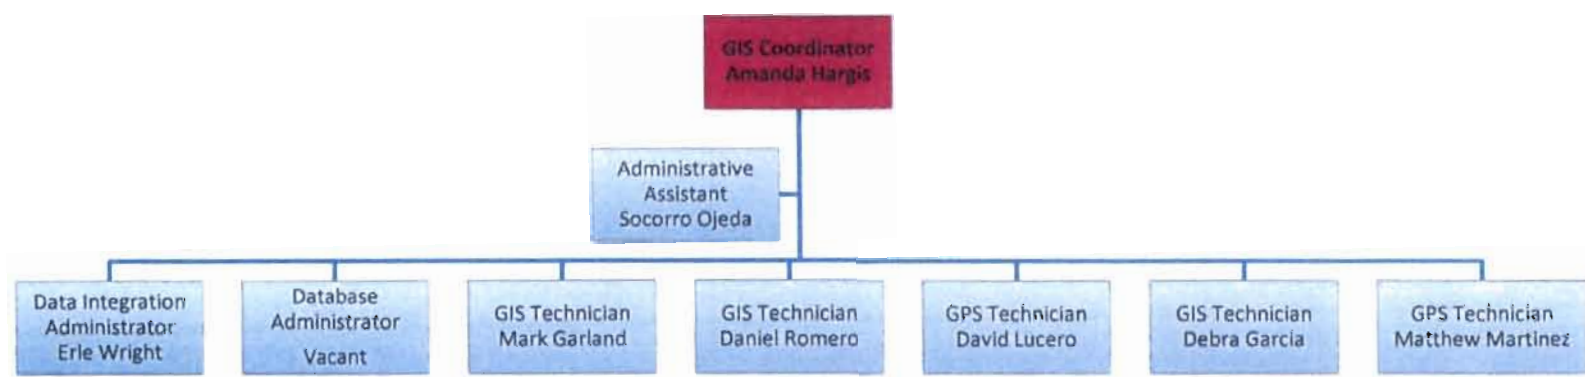 GIS Coordinator
Amanda Hargis
Administrative
Assistant
Socorro Ojeda
Data Integration
Administrator
Erle Wright
Database
Administrator
Vacant
GIS Technician
Mark Garland
GIS Technician
Daniel Romero
GPS Technician
David Lucero
GIS Technician
Debra Garcia
GPS Technician
Matthew Martinez